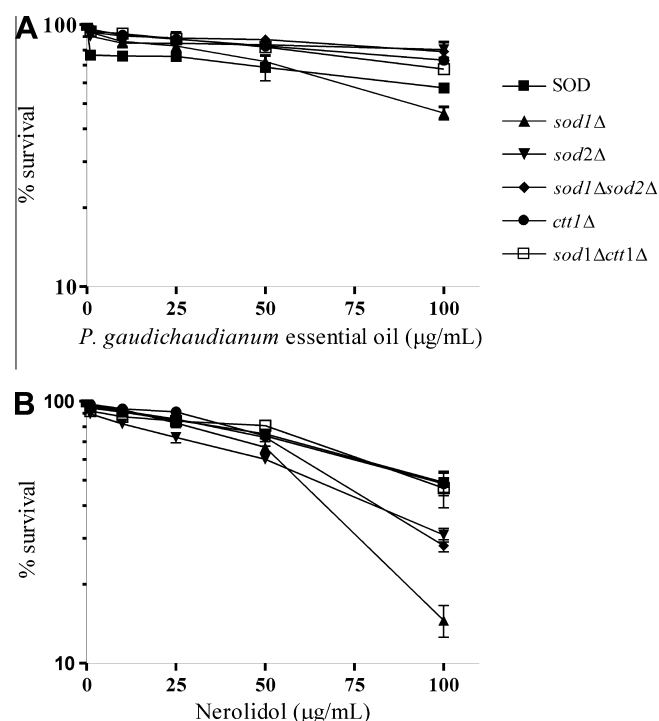 A
100
10
% survival
0 25 50 75 100
P. gaudichaudianum essential oil (µg/mL)
SOD
sod1Δ
sod2Δ
sod1Δsod2Δ
ctt1Δ
sod1Δctt1Δ
B
100
10
% survival
0 25 50 75 100
Nerolidol (µg/mL)